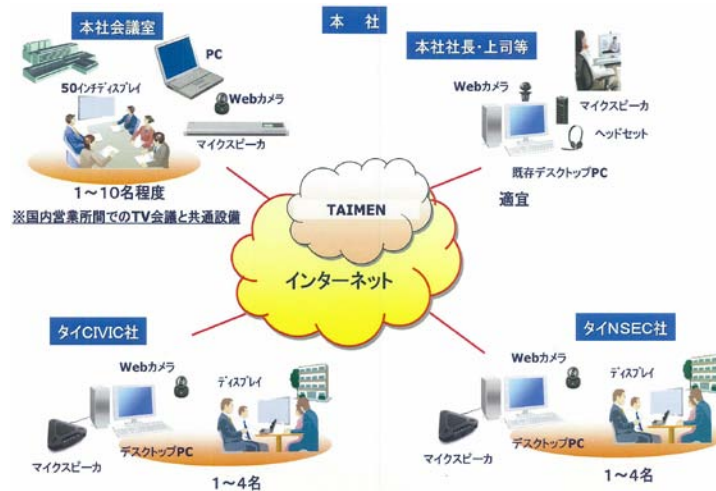 本社
本社会議室
PC
50インチディスプレイ
Webカメラ
マイクスピーカ
1～10名程度
※国内営業所間でのTV会議と共通設備
本社社長・上司等
Webカメラ
マイクスピーカ
ヘッドセット
既存デスクトップPC
適宜
TAIMEN
インターネット
タイCIVIC社
Webカメラ
ディスプレイ
デスクトップPC
マイクスピーカ
1～4名
タイNSEC社
Webカメラ
ディスプレイ
デスクトップPC
マイクスピーカ
1～4名